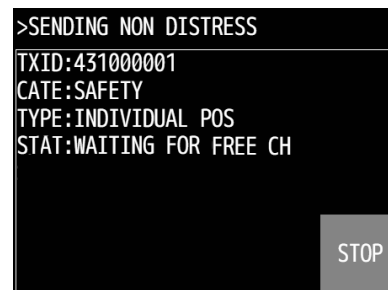 >SENDING NON DISTRESS
TXID:431000001
CATE:SAFETY
TYPE:INDIVIDUAL POS
STAT:WAITING FOR FREE CH
STOP